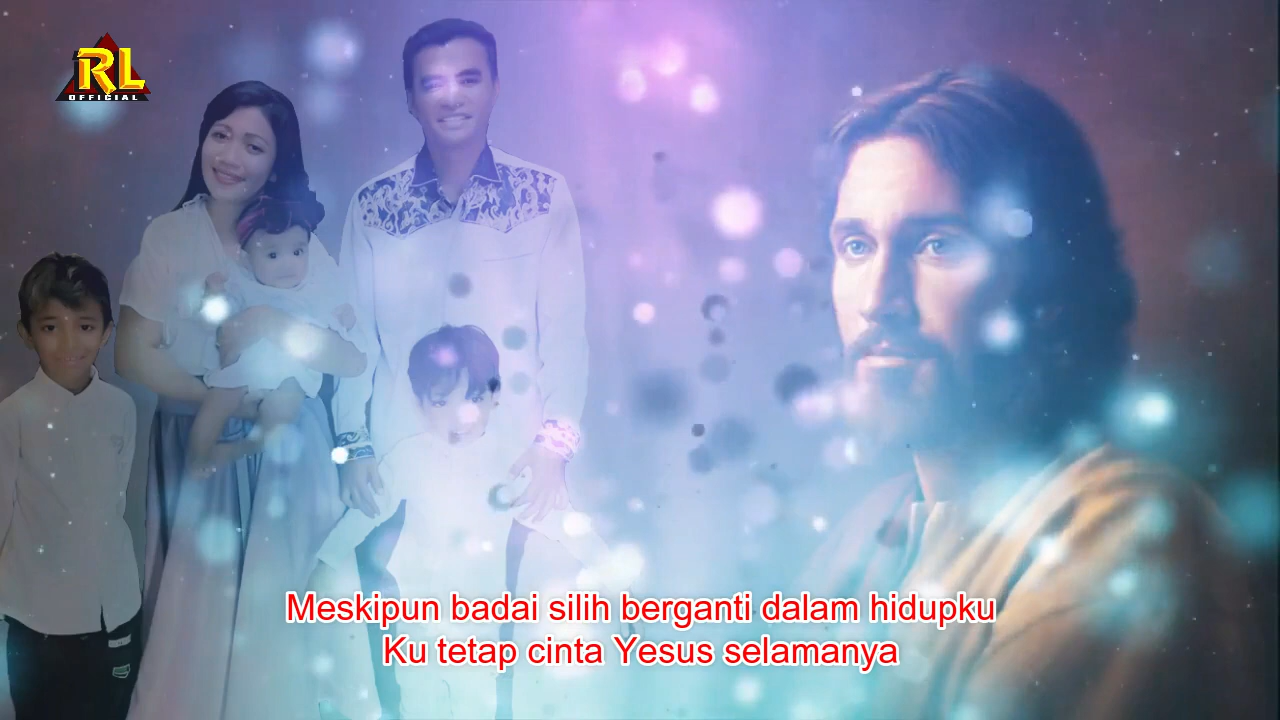 RL
OFFICIAL
Meskipun badai silih berganti dalam hidupku
Ku tetap cinta Yesus selamanya